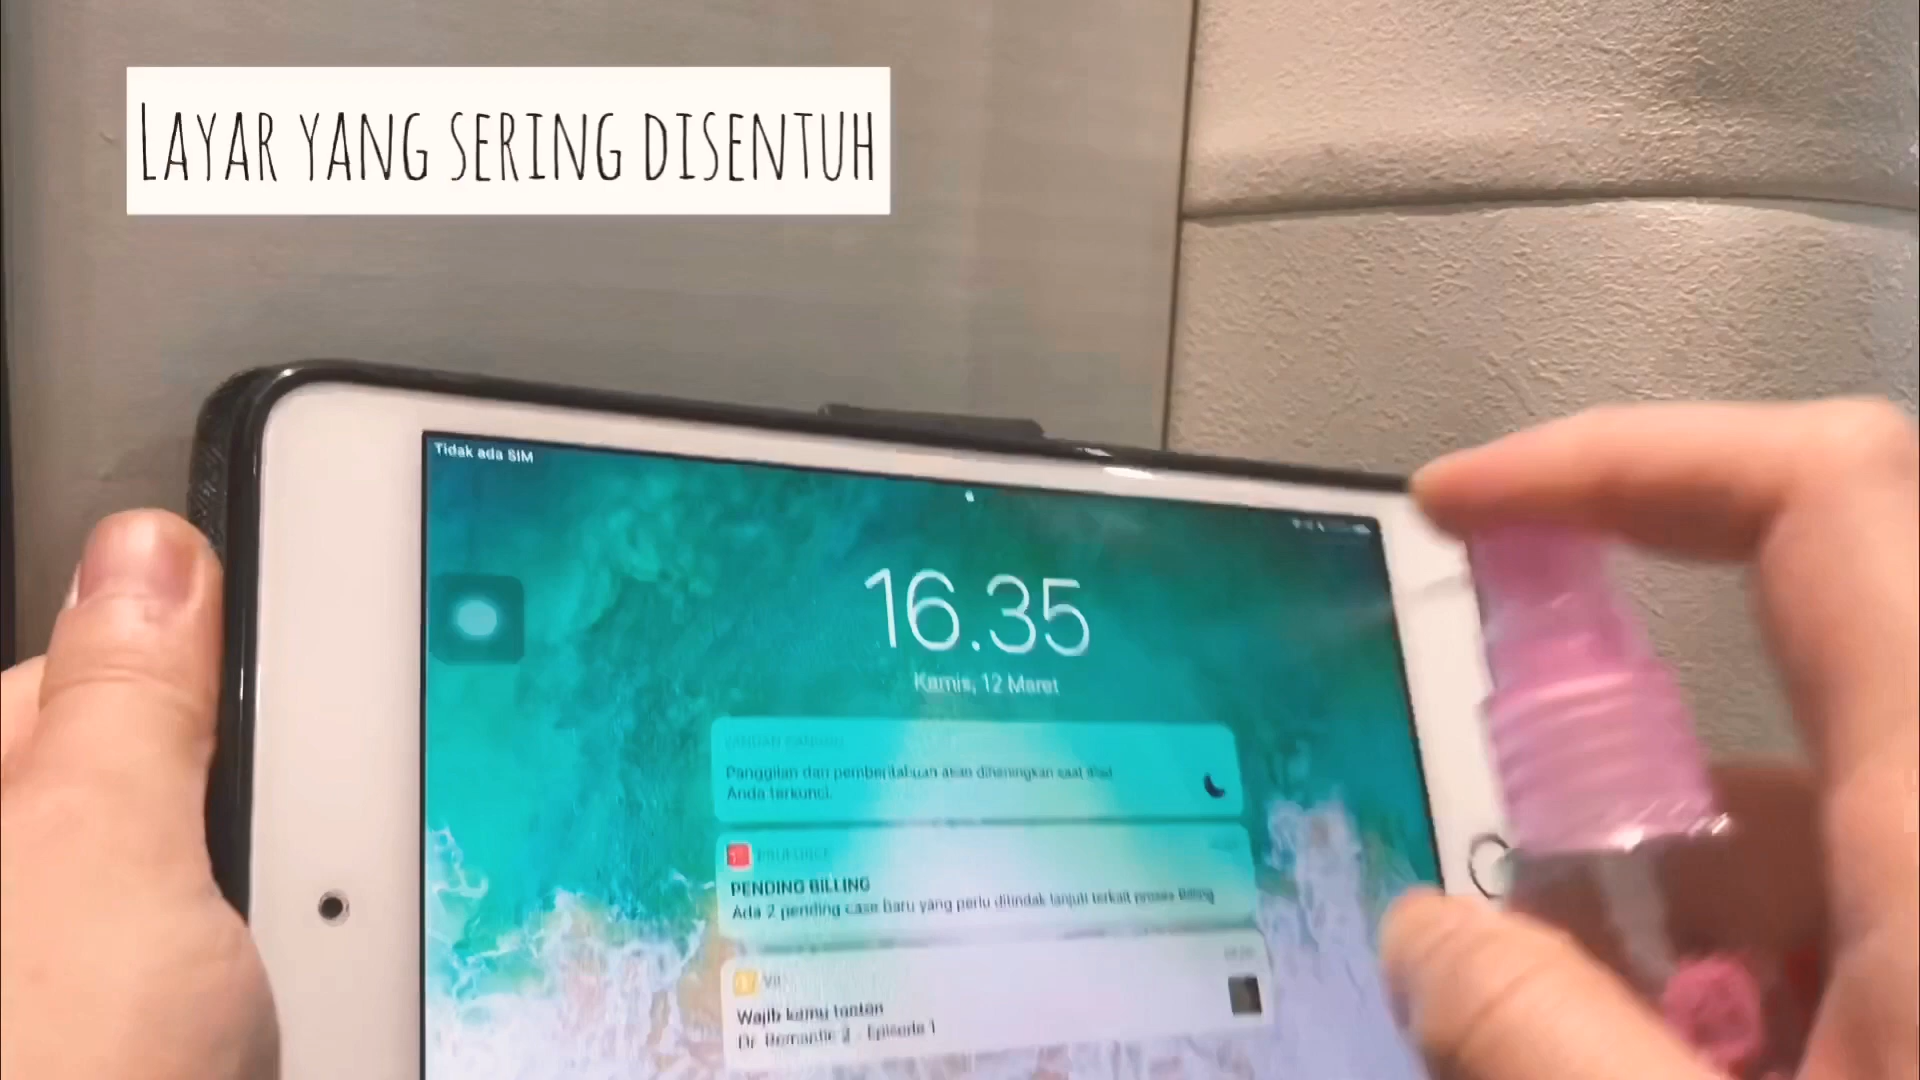 LAYAR YANG SERING DISENTUH
Tidak ada SIM
16.35
Kamis, 12 Maret
Panggilan dan pemberitahuan akan diheningkan saat iPad
Anda terkunci.
PENDING BILLING
Ada 2 pending case baru yang perlu ditindak lanjuti terkait proses Billing
Wajib kamu tonton
Dr. Romantic 2 - Episode 1